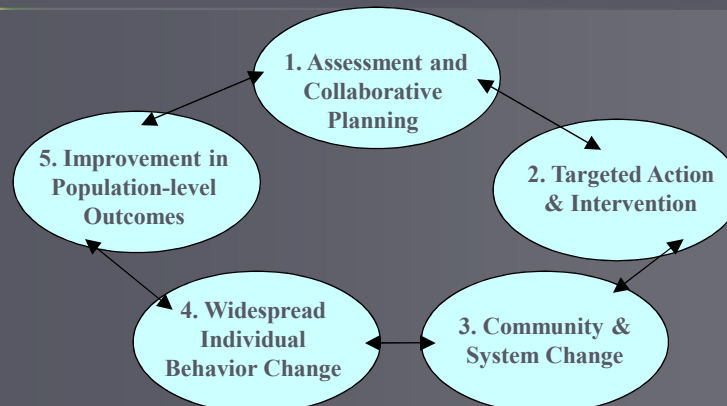 1. Assessment and
Collaborative
Planning
2. Targeted Action
& Intervention
3. Community &
System Change
4. Widespread
Individual
Behavior Change
5. Improvement in
Population-level
Outcomes